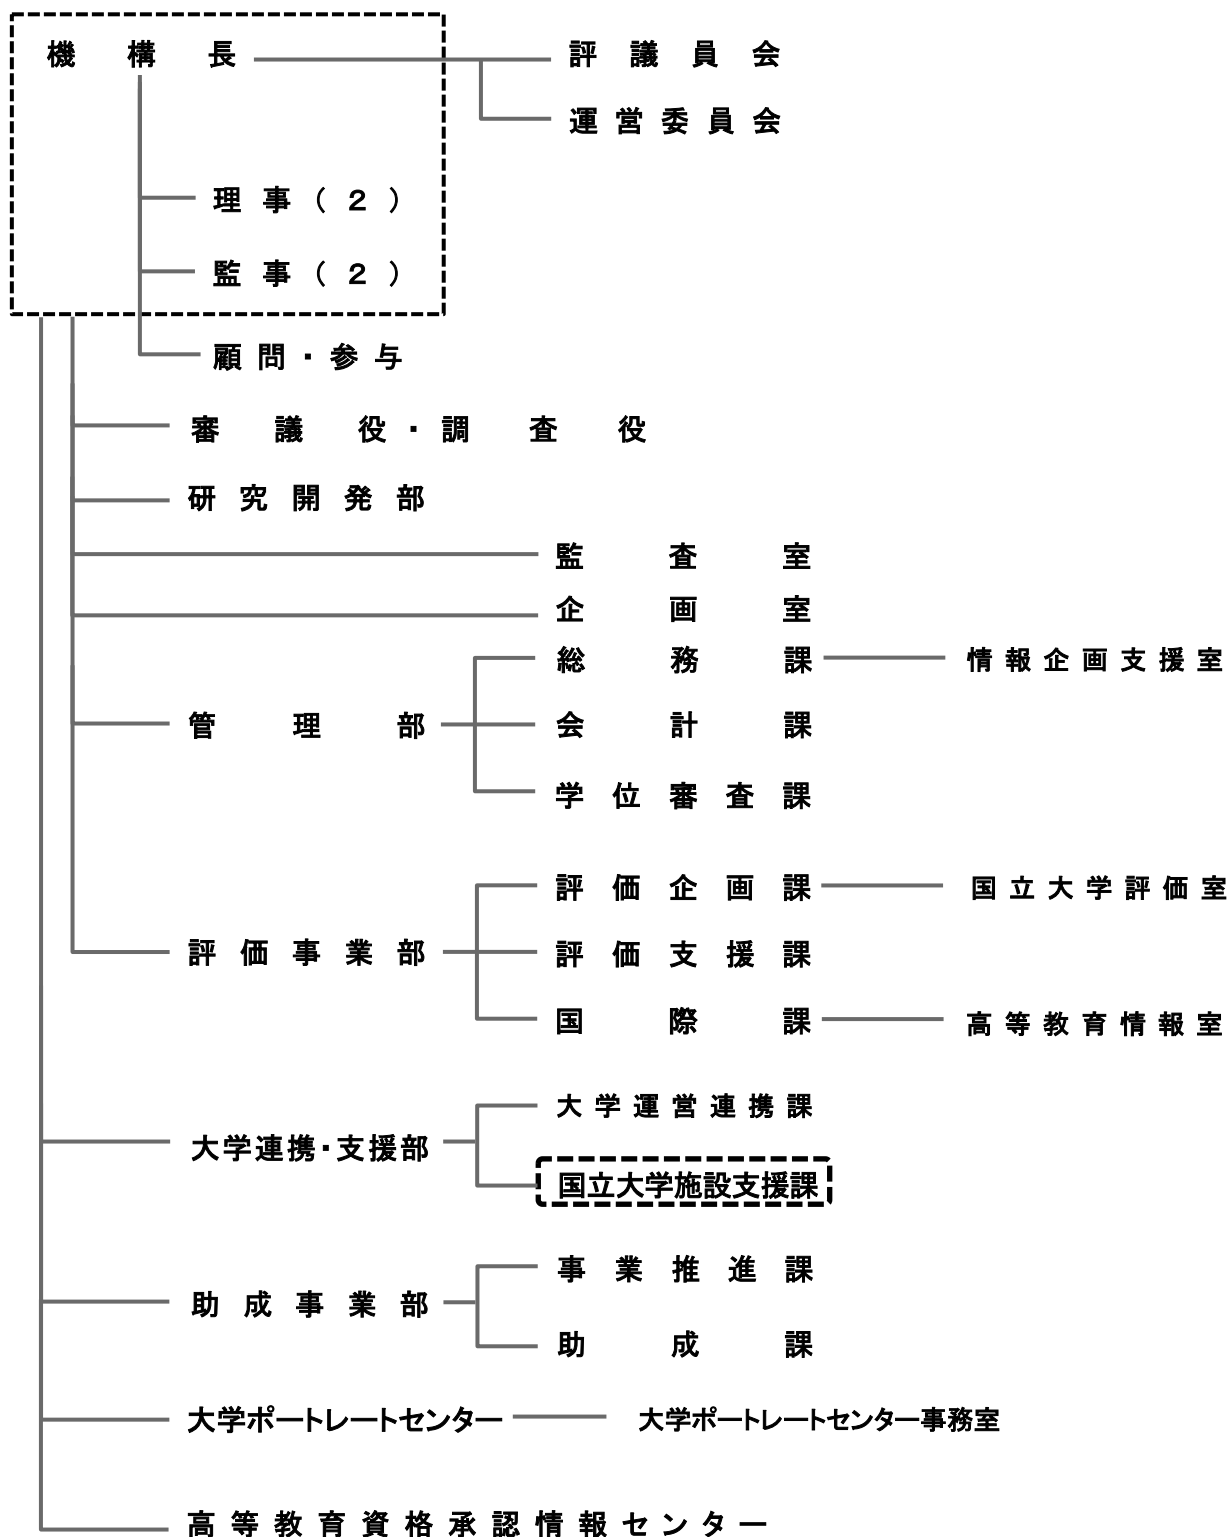 機構長
評議員会
運営委員会
理事(2)
監事(2)
顧問・参与
審議役・調査役
研究開発部
監査室
企画室
総務課
情報企画支援室
管理部
会計課
学位審査課
評価企画課
国立大学評価室
評価事業部
評価支援課
国際課
高等教育情報室
大学運営連携課
大学連携・支援部
国立大学施設支援課
事業推進課
助成事業部
助成課
大学ポートレートセンター
大学ポートレートセンター事務室
高等教育資格承認情報センター